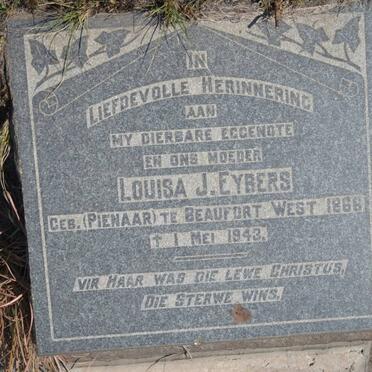 IN
LIEFDEVOLLE HERINNERING
AAN
MY DIERBARE EGGENOTE
EN ONS MOEDER
LOUISA J. EYBERS
GEB. (PIENAAR) TE BEAUFORT WEST 1868
† 1 MEI 1943.
VIR HAAR WAS DIE LEWE CHRISTUS,
DIE STERWE WINS.